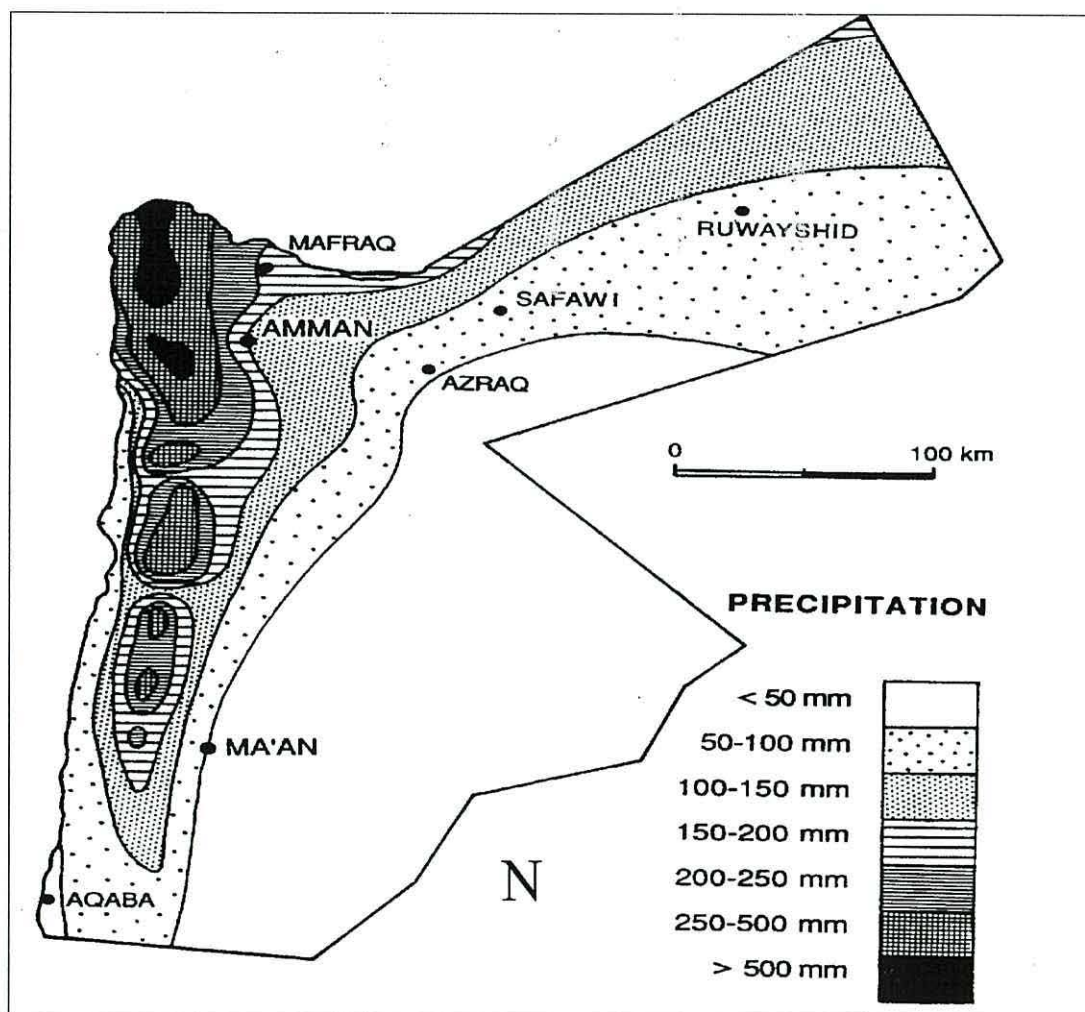 MAFRAQ
RUWAYSHID
SAFAWI
AMMAN
AZRAQ
0 100 km
PRECIPITATION
< 50 mm
MA'AN
50-100 mm
100-150 mm
150-200 mm
N
200-250 mm
AQABA
250-500 mm
> 500 mm